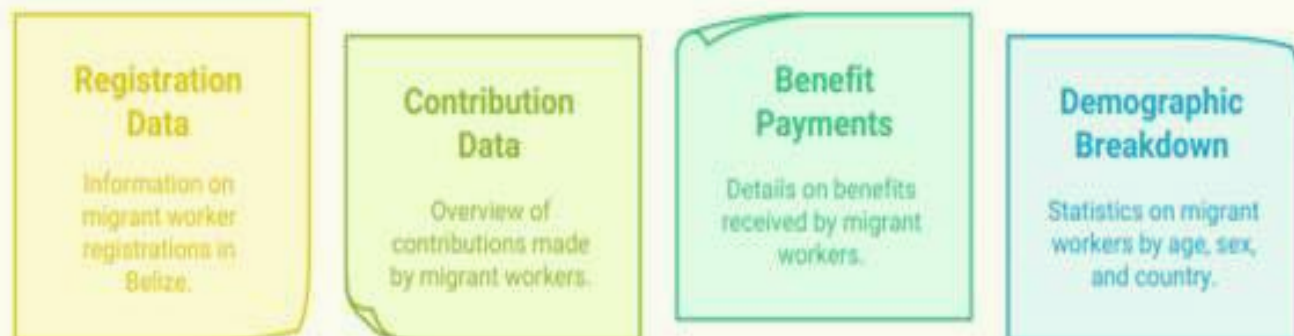 Registration
Data
Information on
migrant worker
registrations in
Belize.
Contribution
Data
Overview of
contributions made
by migrant workers.
Benefit
Payments
Details on benefits
received by migrant
workers.
Demographic
Breakdown
Statistics on migrant
workers by age, sex,
and country.